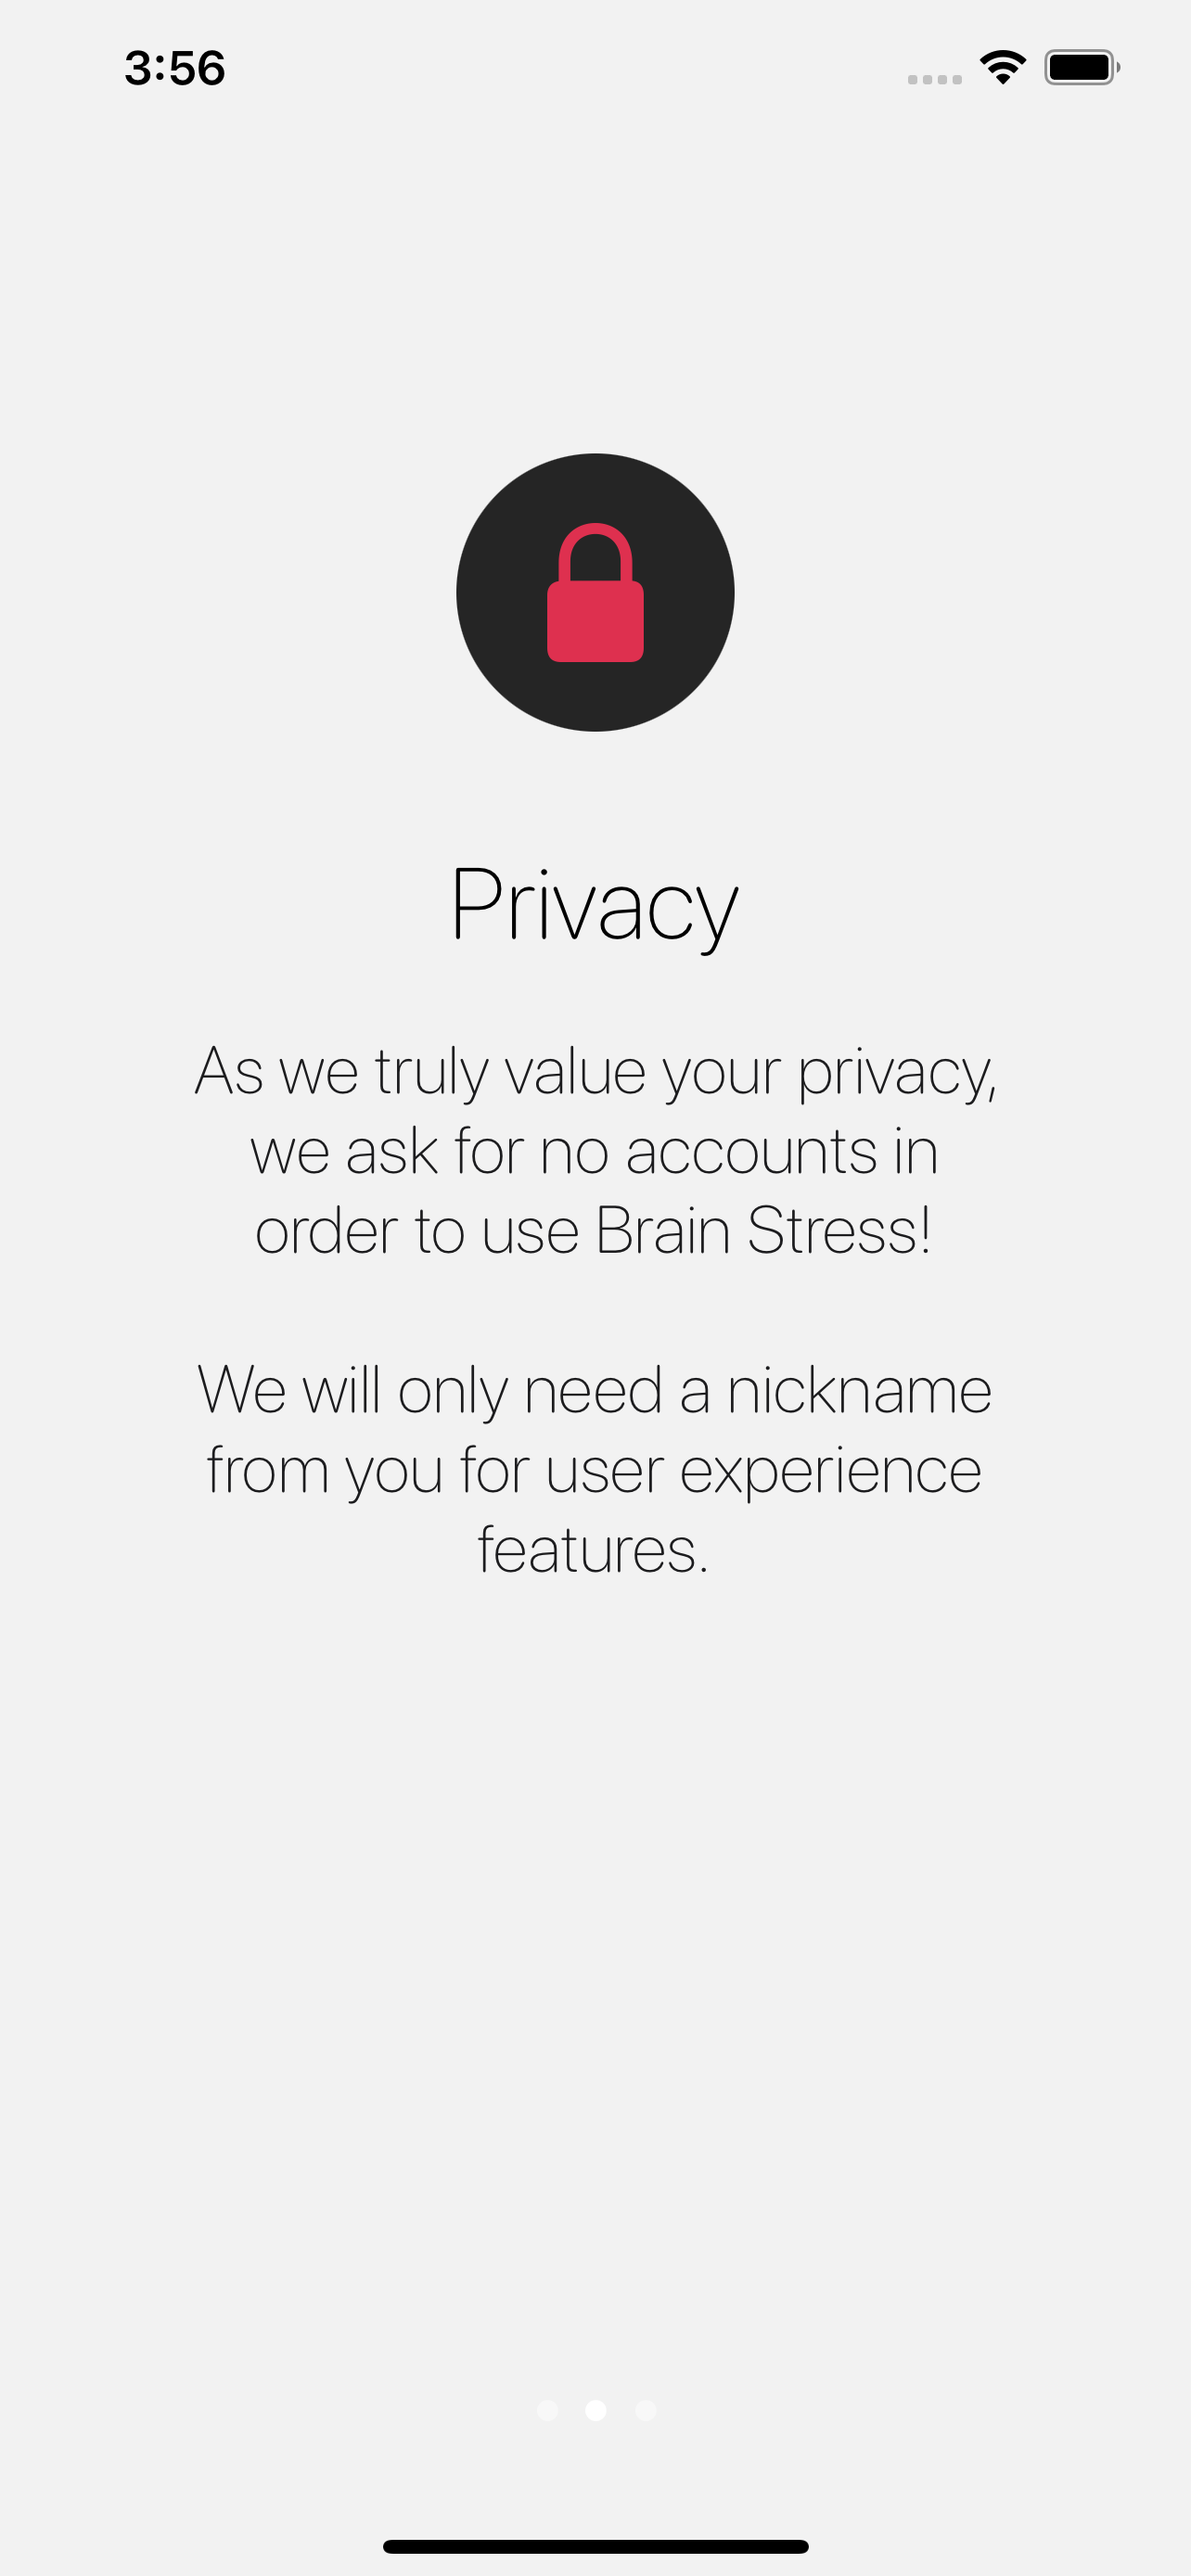 3:56
Privacy
As we truly value your privacy,
we ask for no accounts in
order to use Brain Stress!
We will only need a nickname
from you for user experience
features.